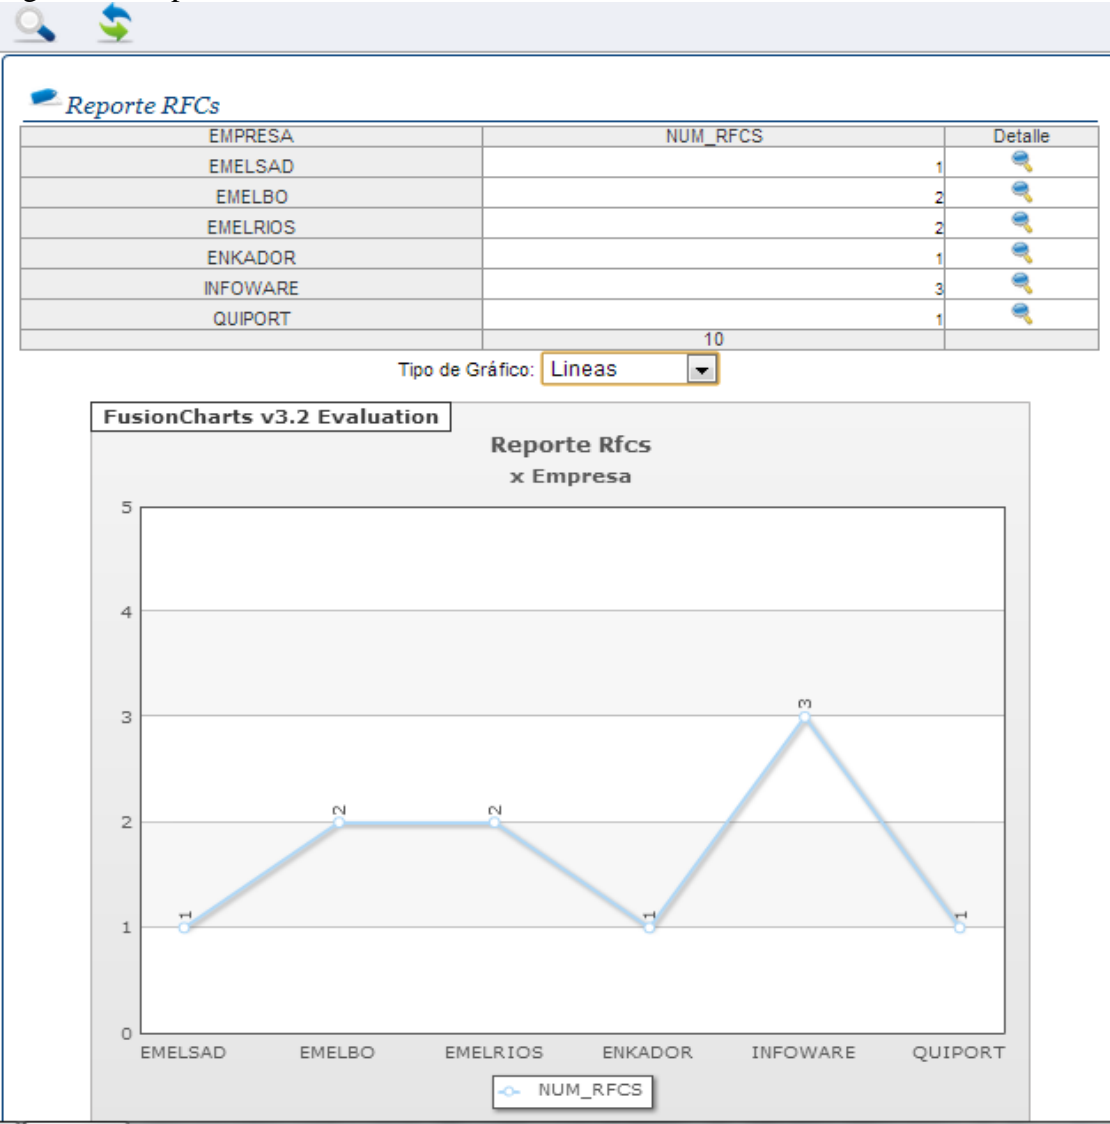 Reporte RFCs
EMPRESA NUM_RFCS Detalle
EMELSAD 1
EMELBO 2
EMELRIOS 2
ENKADOR 1
INFOWARE 3
QUIPORT 1
10
Tipo de Gráfico: Lineas
FusionCharts v3.2 Evaluation
Reporte Rfcs
x Empresa
5
4
3
2
1
0
1
2
2
1
3
1
EMELSAD EMELBO EMELRIOS ENKADOR INFOWARE QUIPORT
NUM_RFCS